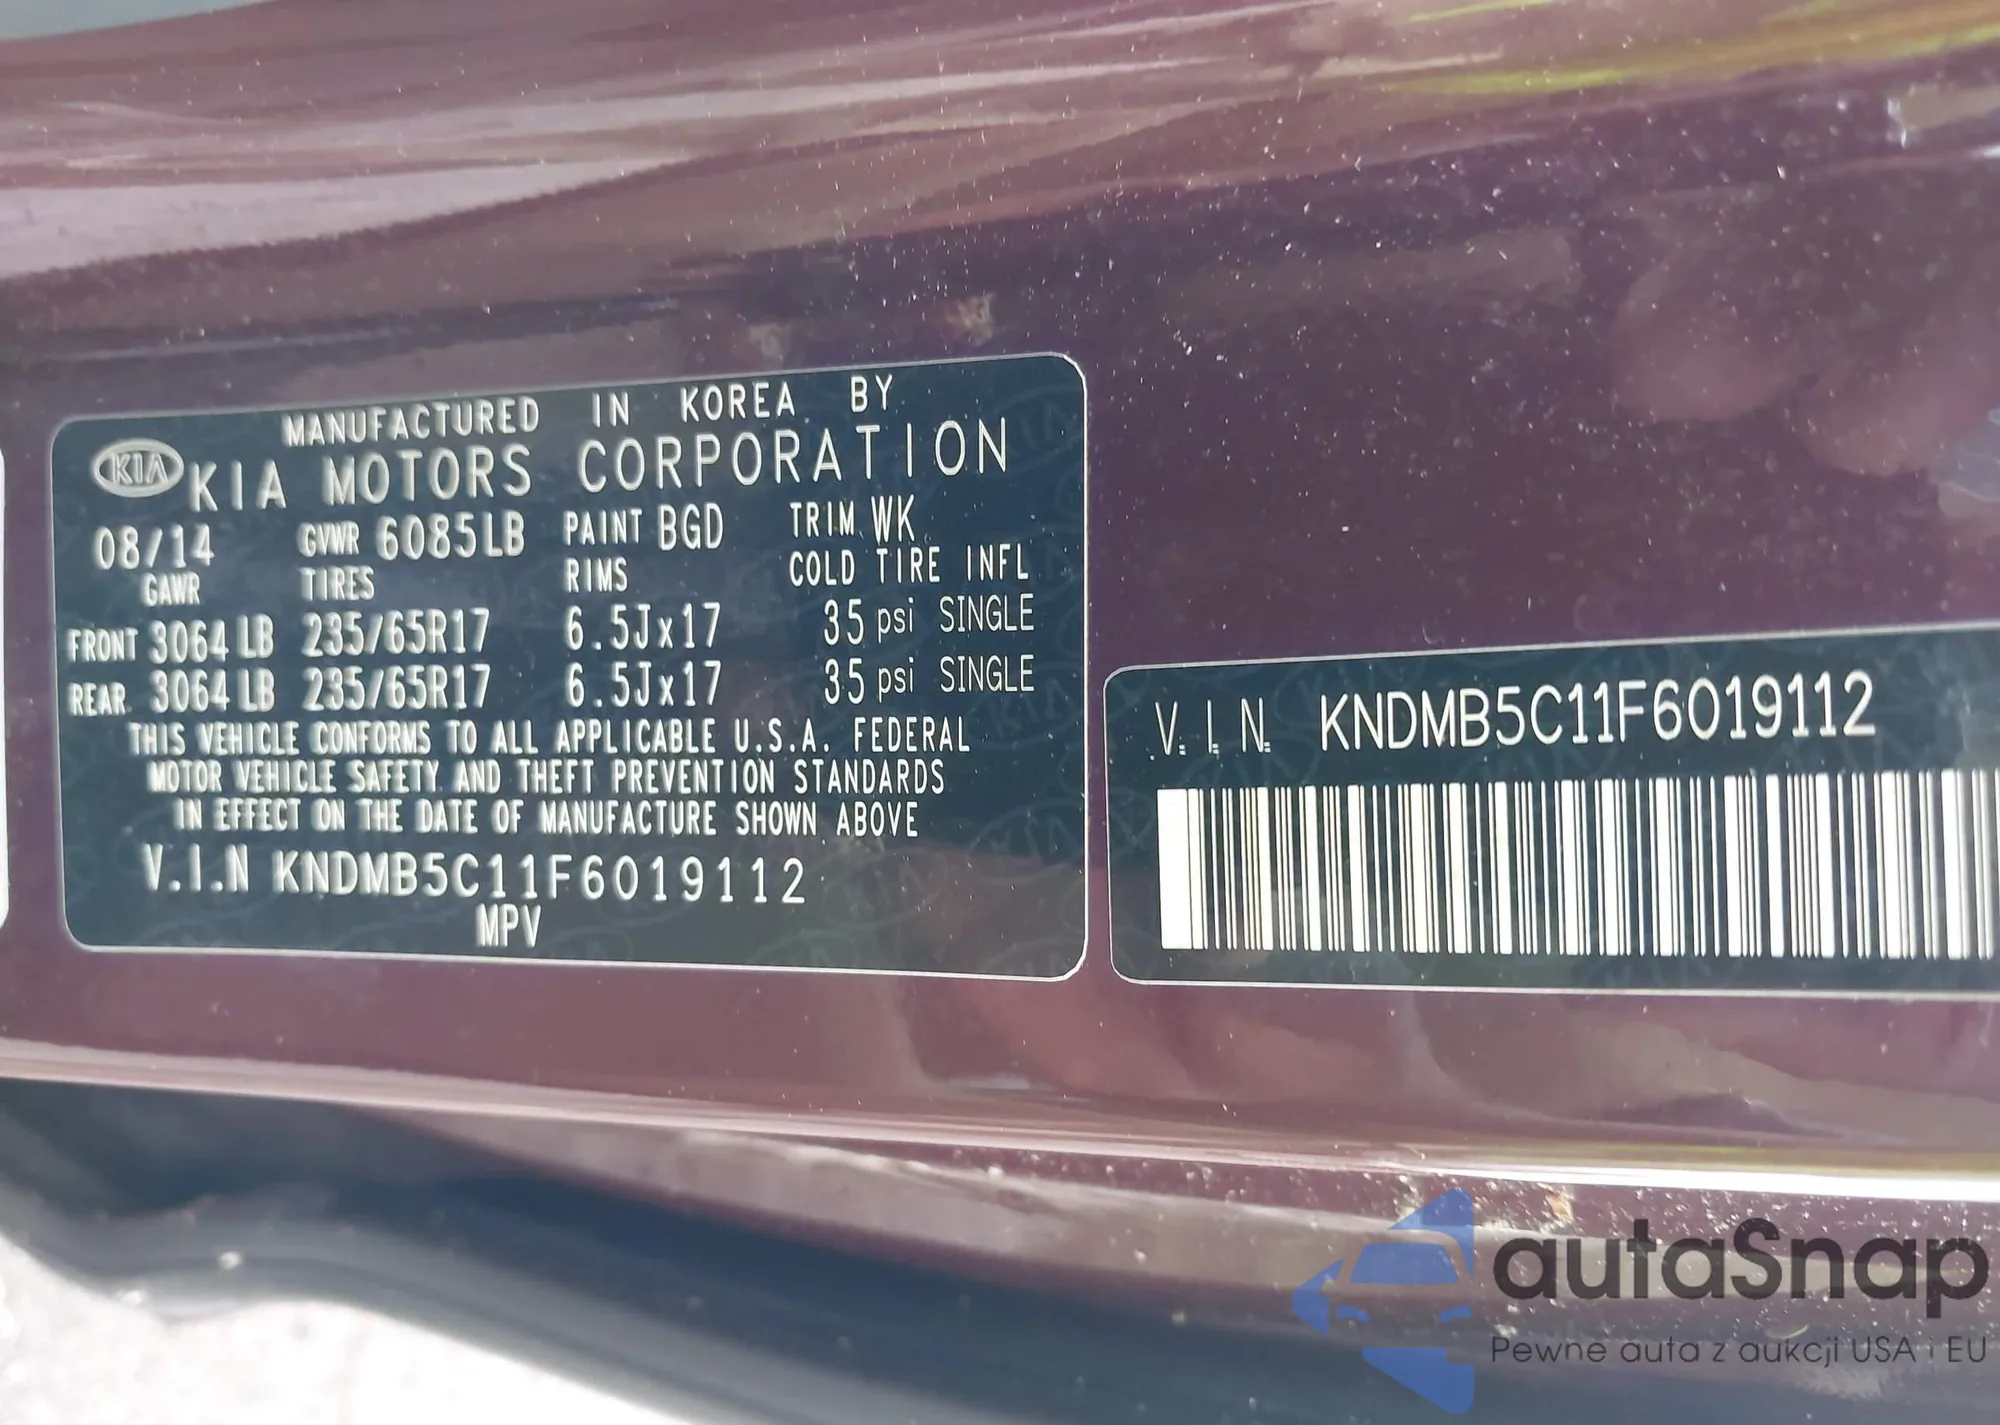 MANUFACTURED IN KOREA BY
KIA KIA MOTORS CORPORATION
08/14 GVWR 6085LB PAINT BGD TRIM WK
GAWR TIRES RIMS COLD TIRE INFL
FRONT 3064LB 235/65R17 6.5Jx17 35 psi SINGLE
REAR 3064LB 235/65R17 6.5Jx17 35 psi SINGLE
THIS VEHICLE CONFORMS TO ALL APPLICABLE U.S.A. FEDERAL
MOTOR VEHICLE SAFETY AND THEFT PREVENTION STANDARDS
IN EFFECT ON THE DATE OF MANUFACTURE SHOWN ABOVE
V.I.N KNDMB5C11F6019112
MPV
V.I.N. KNDMB5C11F6019112
autaSnap
Pewne auta z aukcji USA i EU